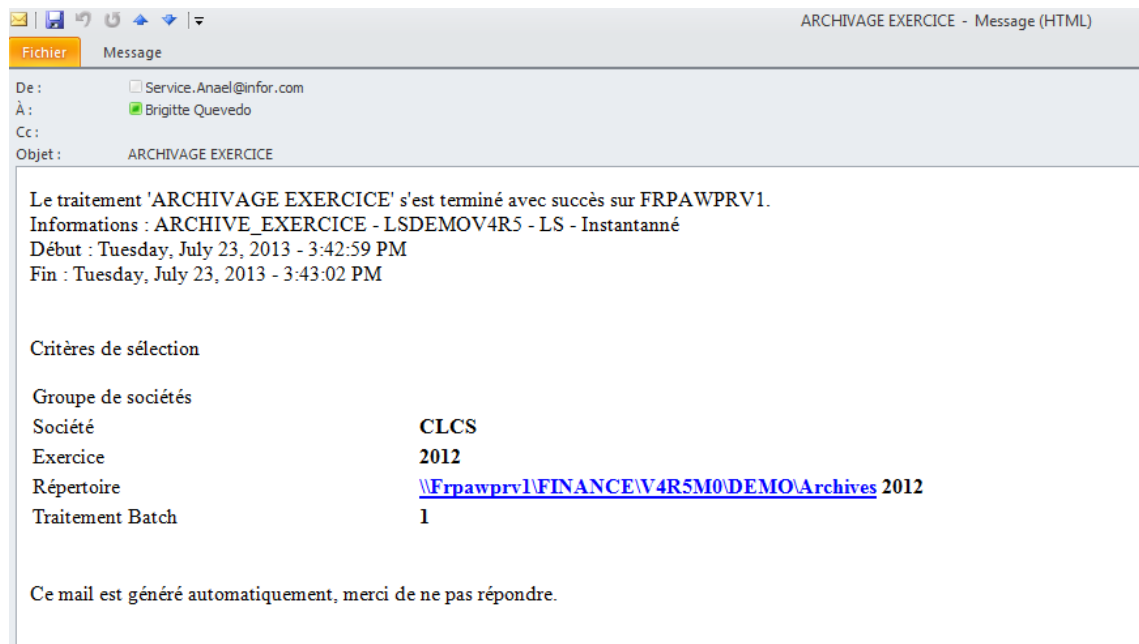 ARCHIVAGE EXERCICE - Message (HTML)
Fichier Message
De : Service.Anael@infor.com
À : Brigitte Quevedo
Cc :
Objet : ARCHIVAGE EXERCICE
Le traitement 'ARCHIVAGE EXERCICE' s'est terminé avec succès sur FRPAWPRV1.
Informations : ARCHIVE_EXERCICE - LSDEMOV4R5 - LS - Instantanné
Début : Tuesday, July 23, 2013 - 3:42:59 PM
Fin : Tuesday, July 23, 2013 - 3:43:02 PM
Critères de sélection
Groupe de sociétés
Société CLCS
Exercice 2012
Répertoire \\Frpawprv1\FINANCE\V4R5M0\DEMO\Archives 2012
Traitement Batch 1
Ce mail est généré automatiquement, merci de ne pas répondre.